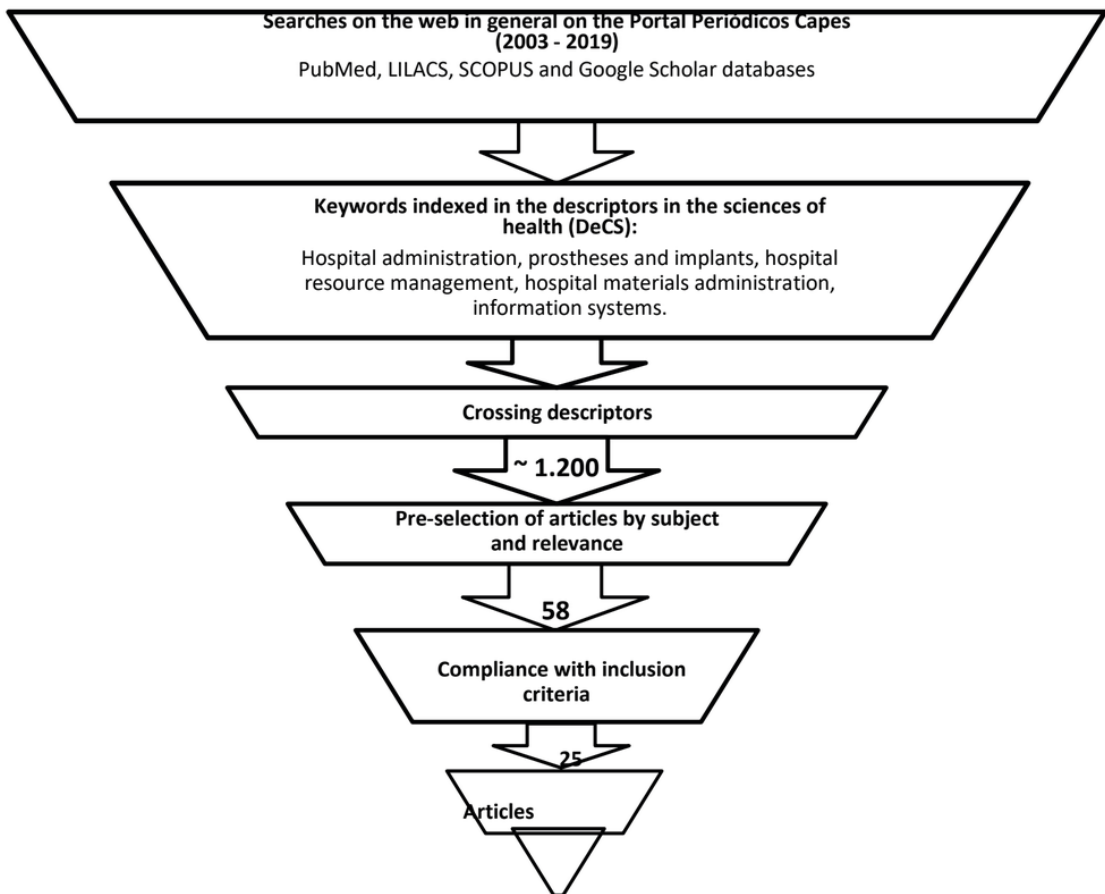 Searches on the web in general on the Portal Periódicos Capes
(2003 - 2019)
PubMed, LILACS, SCOPUS and Google Scholar databases
Keywords indexed in the descriptors in the sciences of
health (DeCS):
Hospital administration, prostheses and implants, hospital
resource management, hospital materials administration,
information systems.
Crossing descriptors
~ 1.200
Pre-selection of articles by subject
and relevance
58
Compliance with inclusion
criteria
25
Articles